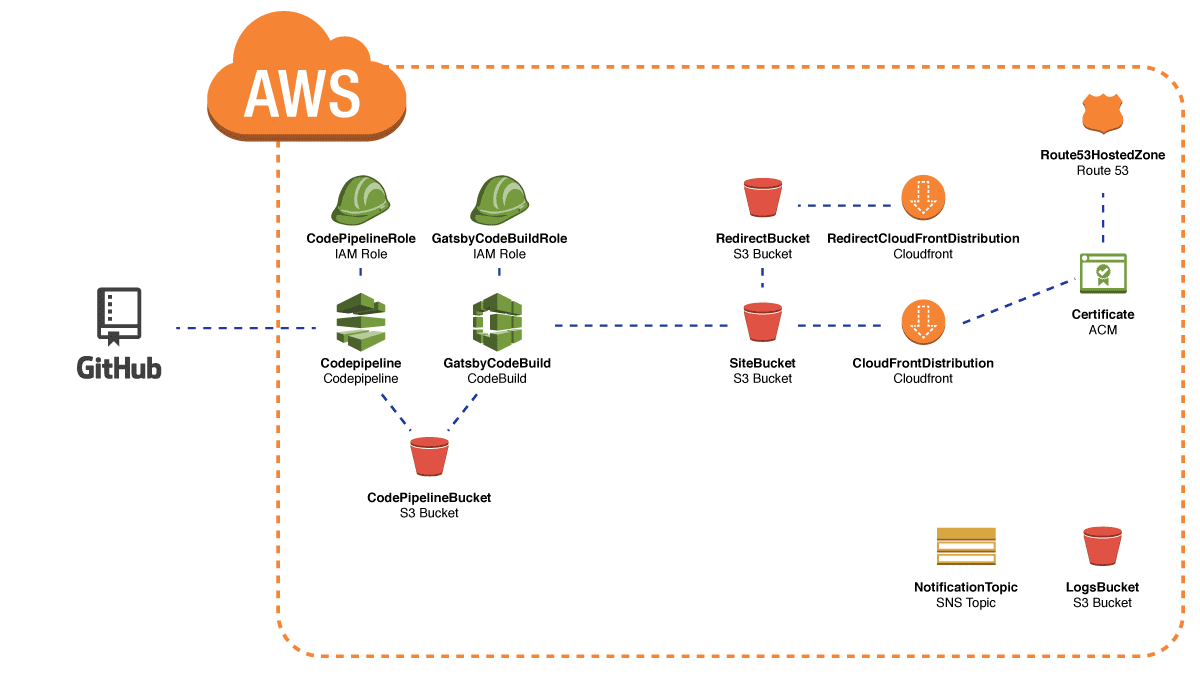 AWS
Route53HostedZone
Route 53
CodePipelineRole
IAM Role
GatsbyCodeBuildRole
IAM Role
RedirectBucket
S3 Bucket
RedirectCloudFrontDistribution
Cloudfront
Certificate
ACM
GitHub
Codepipeline
Codepipeline
GatsbyCodeBuild
CodeBuild
SiteBucket
S3 Bucket
CloudFrontDistribution
Cloudfront
CodePipelineBucket
S3 Bucket
NotificationTopic
SNS Topic
LogsBucket
S3 Bucket